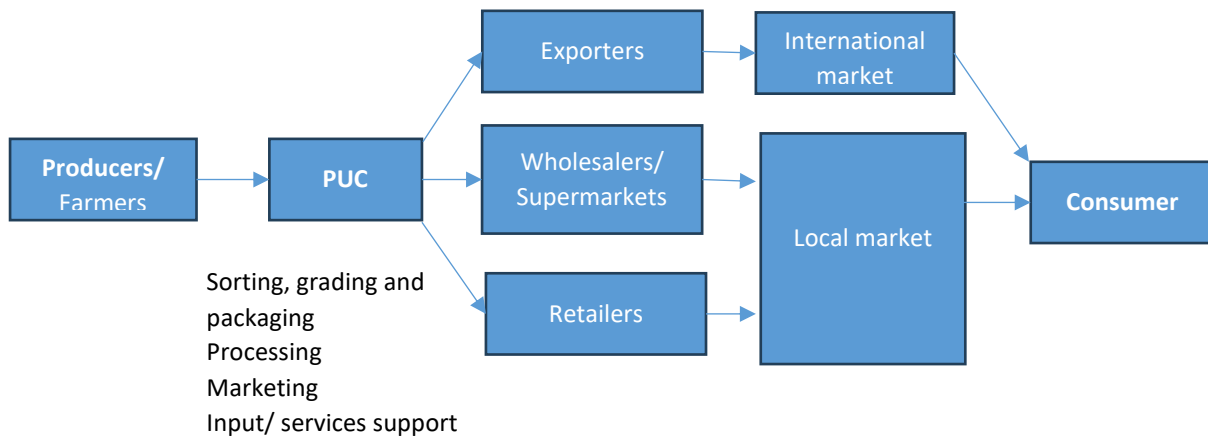 Exporters
International
market
Producers/
Farmers
PUC
Wholesalers/
Supermarkets
Local market
Consumer
Retailers
Sorting, grading and
packaging
Processing
Marketing
Input/ services support